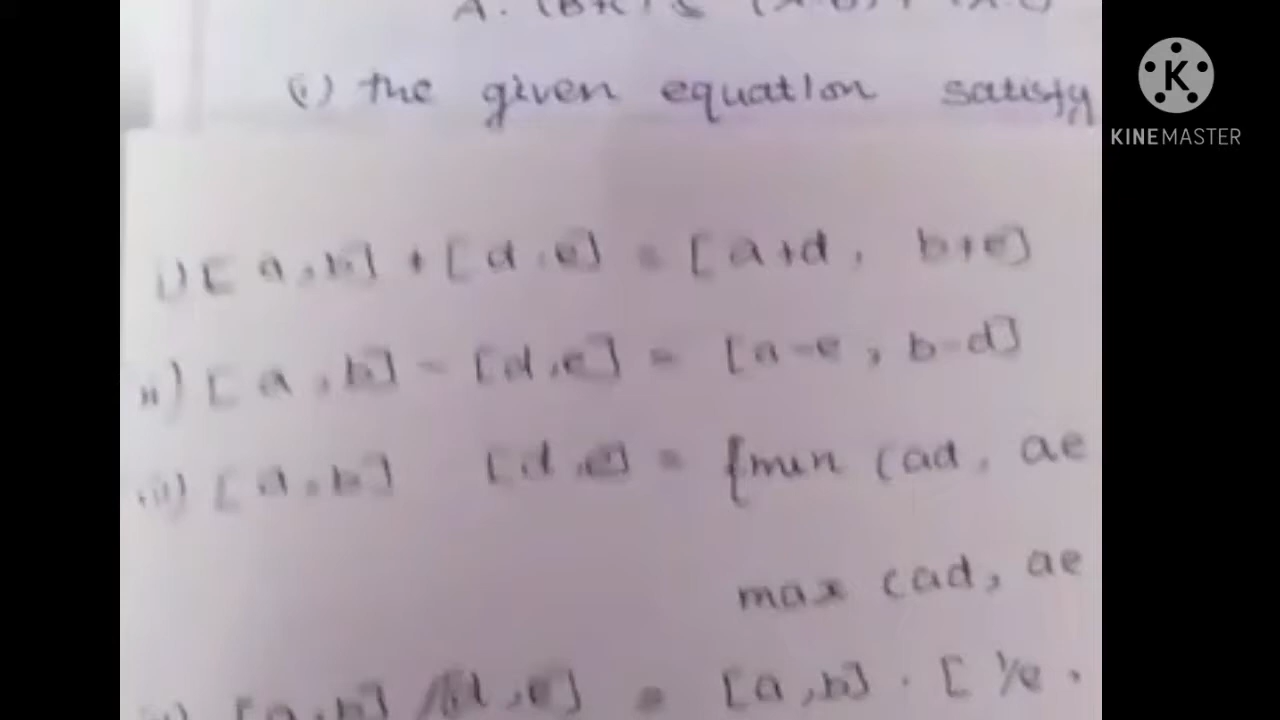 (i) the given equation satisfy
K
KINEMASTER
i) [a, b] + [d, e] = [a+d, b+e]
ii) [a, b] - [d, e] = [a-e, b-d]
iii) [a, b] [d, e] = {min (ad, ae
max (ad, ae
[a, b] / [d, e] = [a, b] . [1/e,